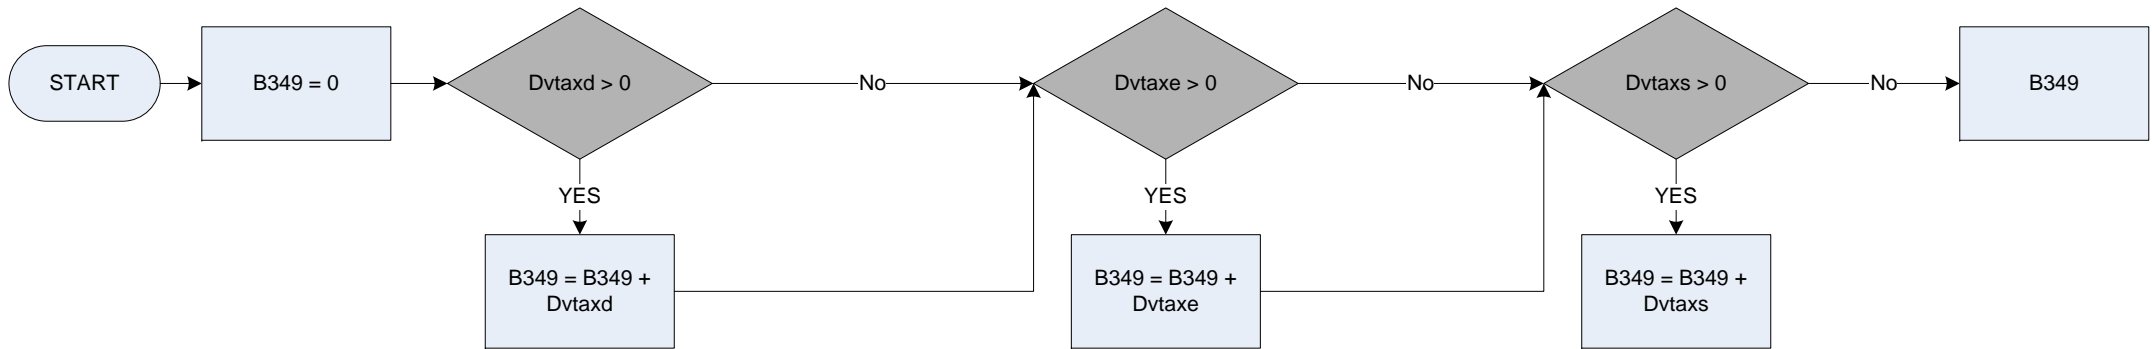 START
B349 = 0
Dvtaxd > 0
No
Dvtaxe > 0
No
Dvtaxs > 0
No
B349
YES
YES
YES
B349 = B349 +
Dvtaxd
B349 = B349 +
Dvtaxe
B349 = B349 +
Dvtaxs